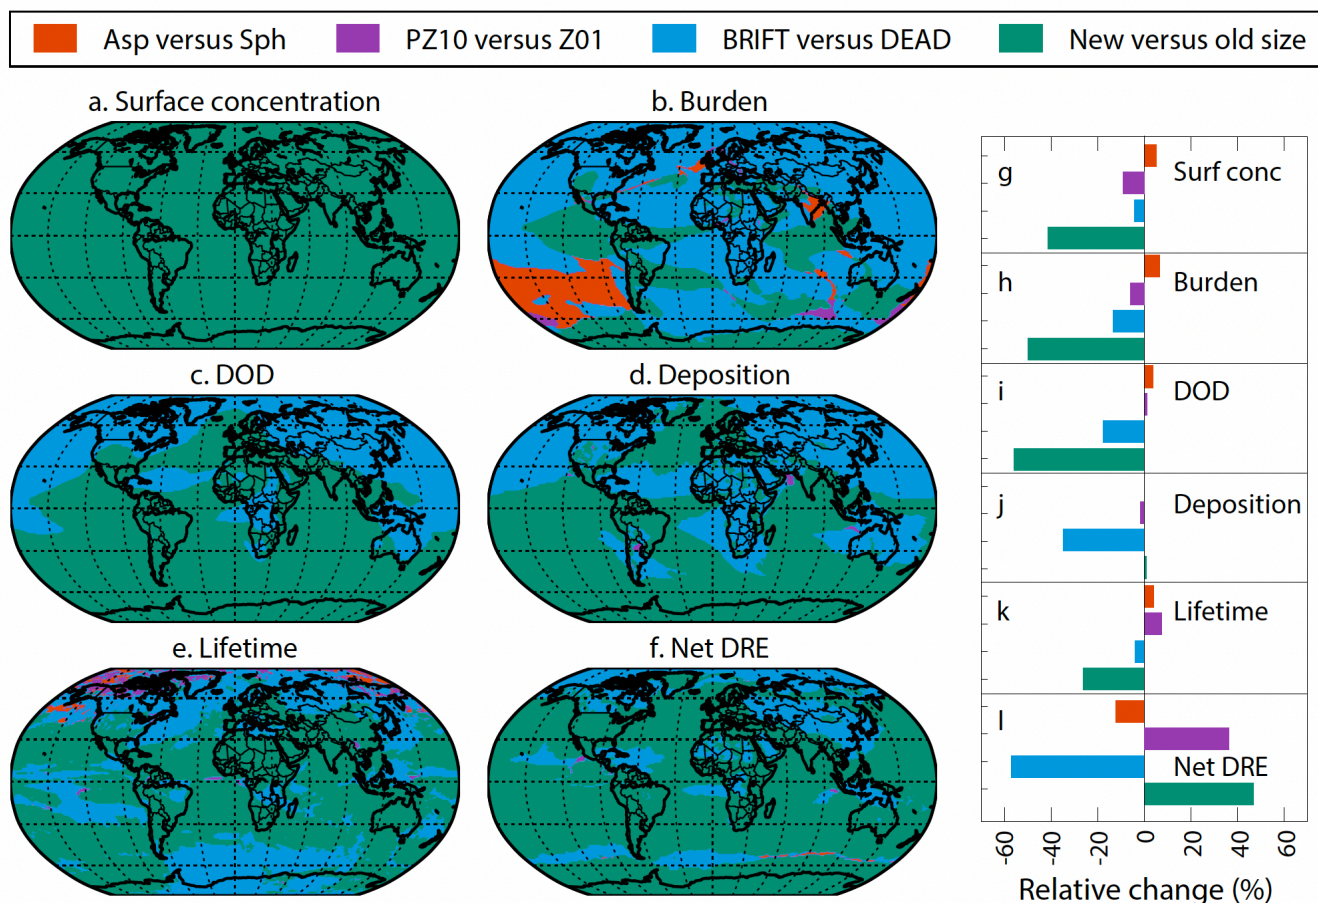 Asp versus Sph PZ10 versus Z01 BRIFT versus DEAD New versus old size
a. Surface concentration
b. Burden
c. DOD
d. Deposition
e. Lifetime
f. Net DRE
g Surf conc
h Burden
i DOD
j Deposition
k Lifetime
l
Net DRE
-60 -40 -20 0 20 40 60
Relative change (%)